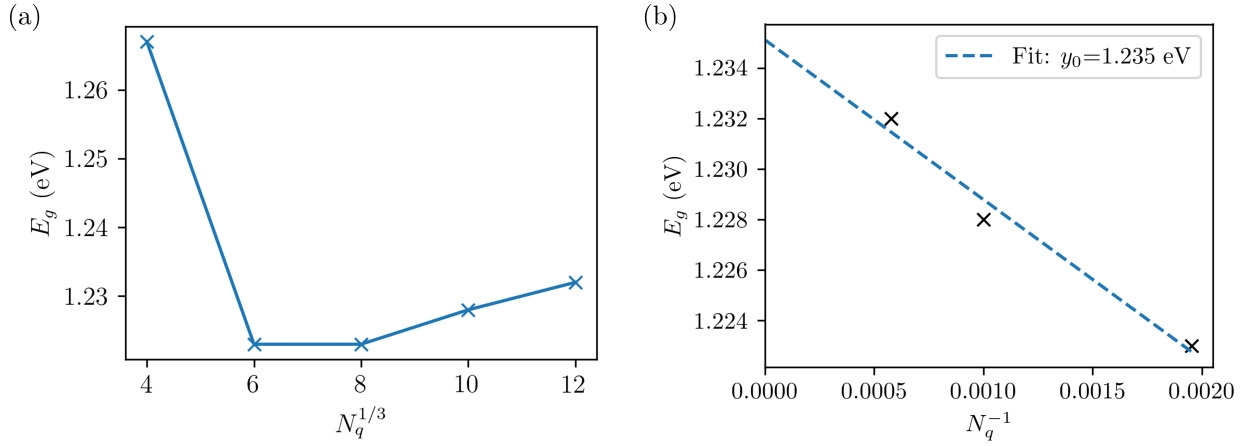 (a)
1.26
1.25
1.24
1.23
E_g (eV)
4
6
8
10
12
N_q^{1/3}
(b)
Fit: y_0=1.235 eV
1.234
1.232
1.230
1.228
1.226
1.224
E_g (eV)
0.0000
0.0005
0.0010
0.0015
0.0020
N_q^{-1}